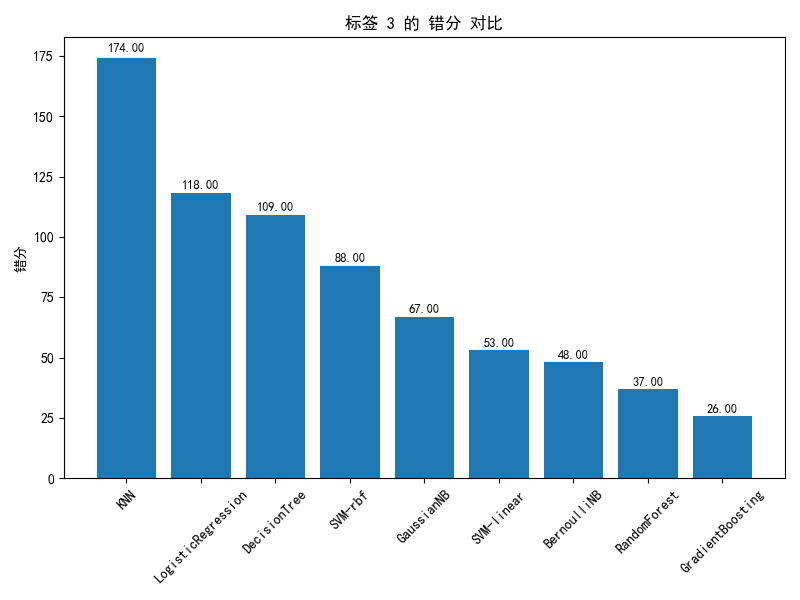 标签 3 的 错分 对比
错分
175
150
125
100
75
50
25
0
174.00
118.00
109.00
88.00
67.00
53.00
48.00
37.00
26.00
KNN
LogisticRegression
DecisionTree
SVM-rbf
GaussianNB
SVM-linear
BernoulliNB
RandomForest
GradientBoosting